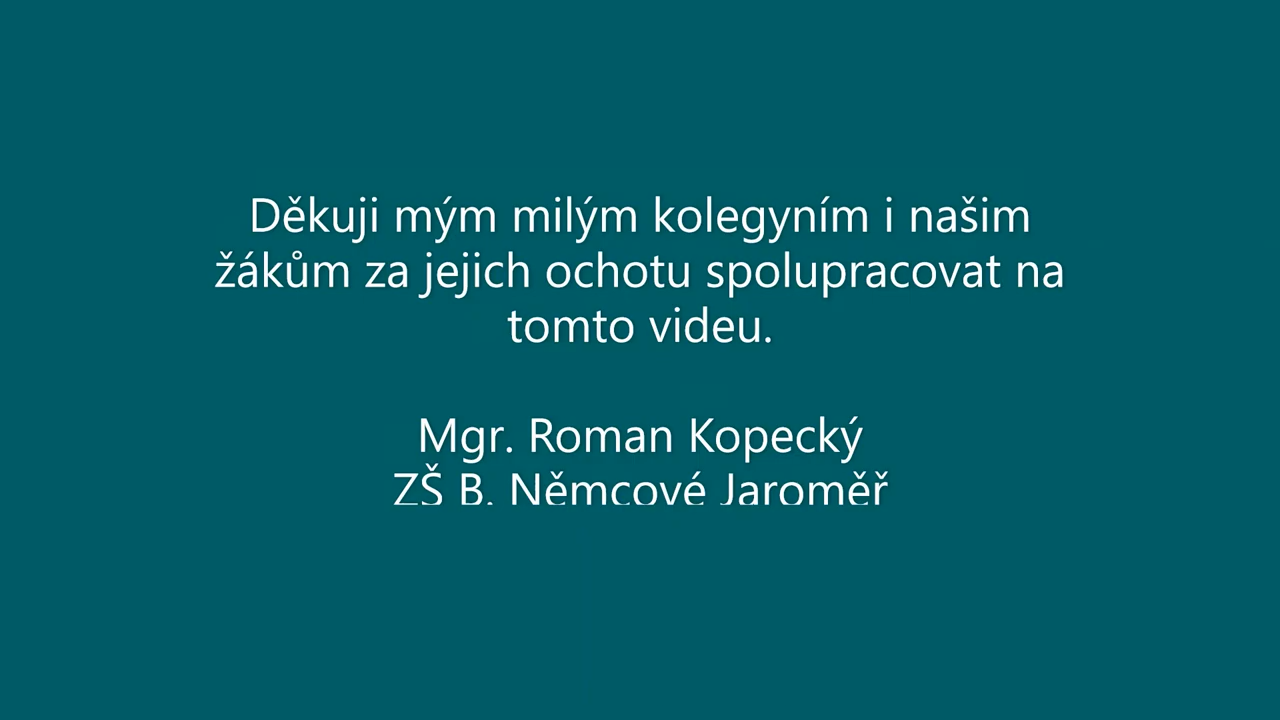 Děkuji mým milým kolegyním i našim
žákům za jejich ochotu spolupracovat na
tomto videu.
Mgr. Roman Kopecký
ZŠ B. Němcové Jaroměř